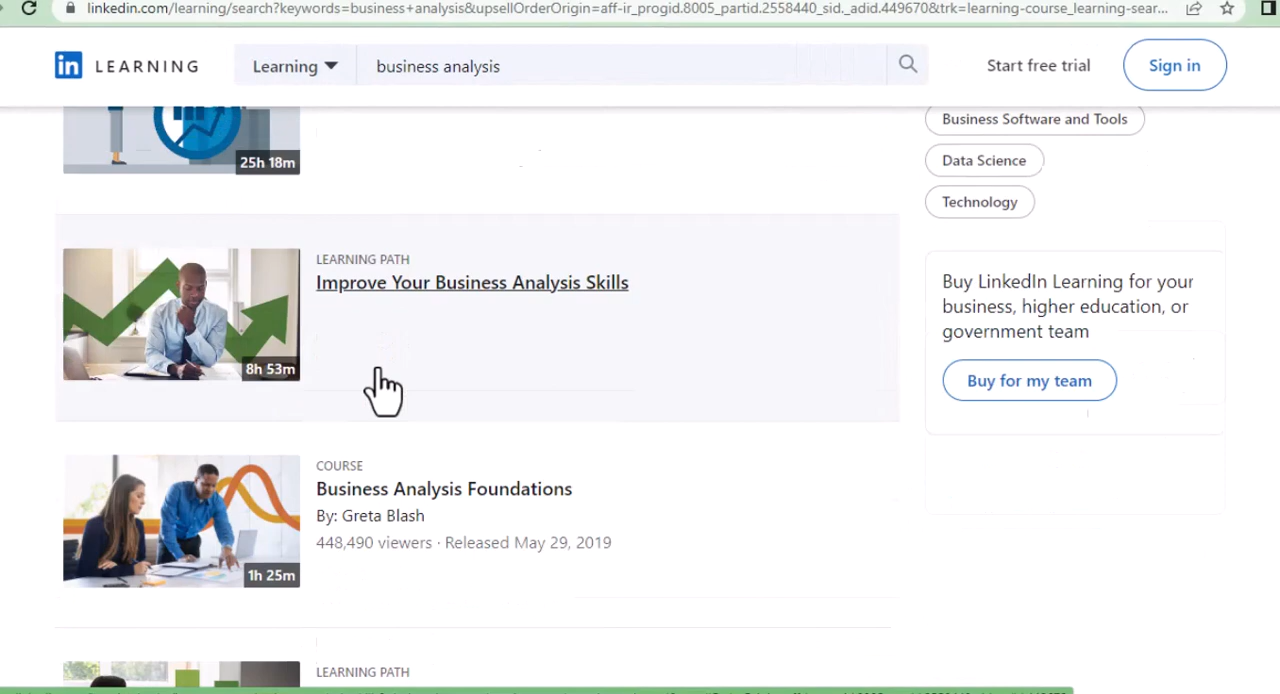 linkedin.com/learning/search?keywords=business+analysis&upsellOrderOrigin=aff-ir_progid.8005_partid.2558440_sid._adid.449670&trk=learning-course_learning-sear...
in LEARNING
Learning
business analysis
Start free trial
Sign in
25h 18m
LEARNING PATH
Improve Your Business Analysis Skills
8h 53m
COURSE
Business Analysis Foundations
By: Greta Blash
448,490 viewers · Released May 29, 2019
1h 25m
LEARNING PATH
Business Software and Tools
Data Science
Technology
Buy LinkedIn Learning for your
business, higher education, or
government team
Buy for my team